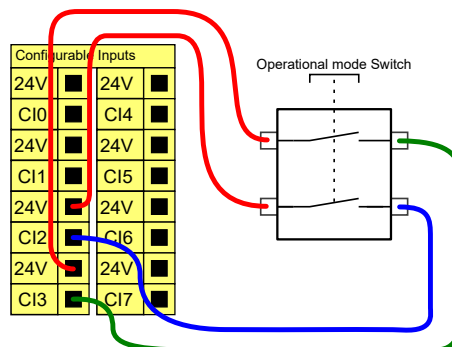 Configurable Inputs
Operational mode Switch
24V 24V
CI0 CI4
24V 24V
CI1 CI5
24V 24V
CI2 CI6
24V 24V
CI3 CI7